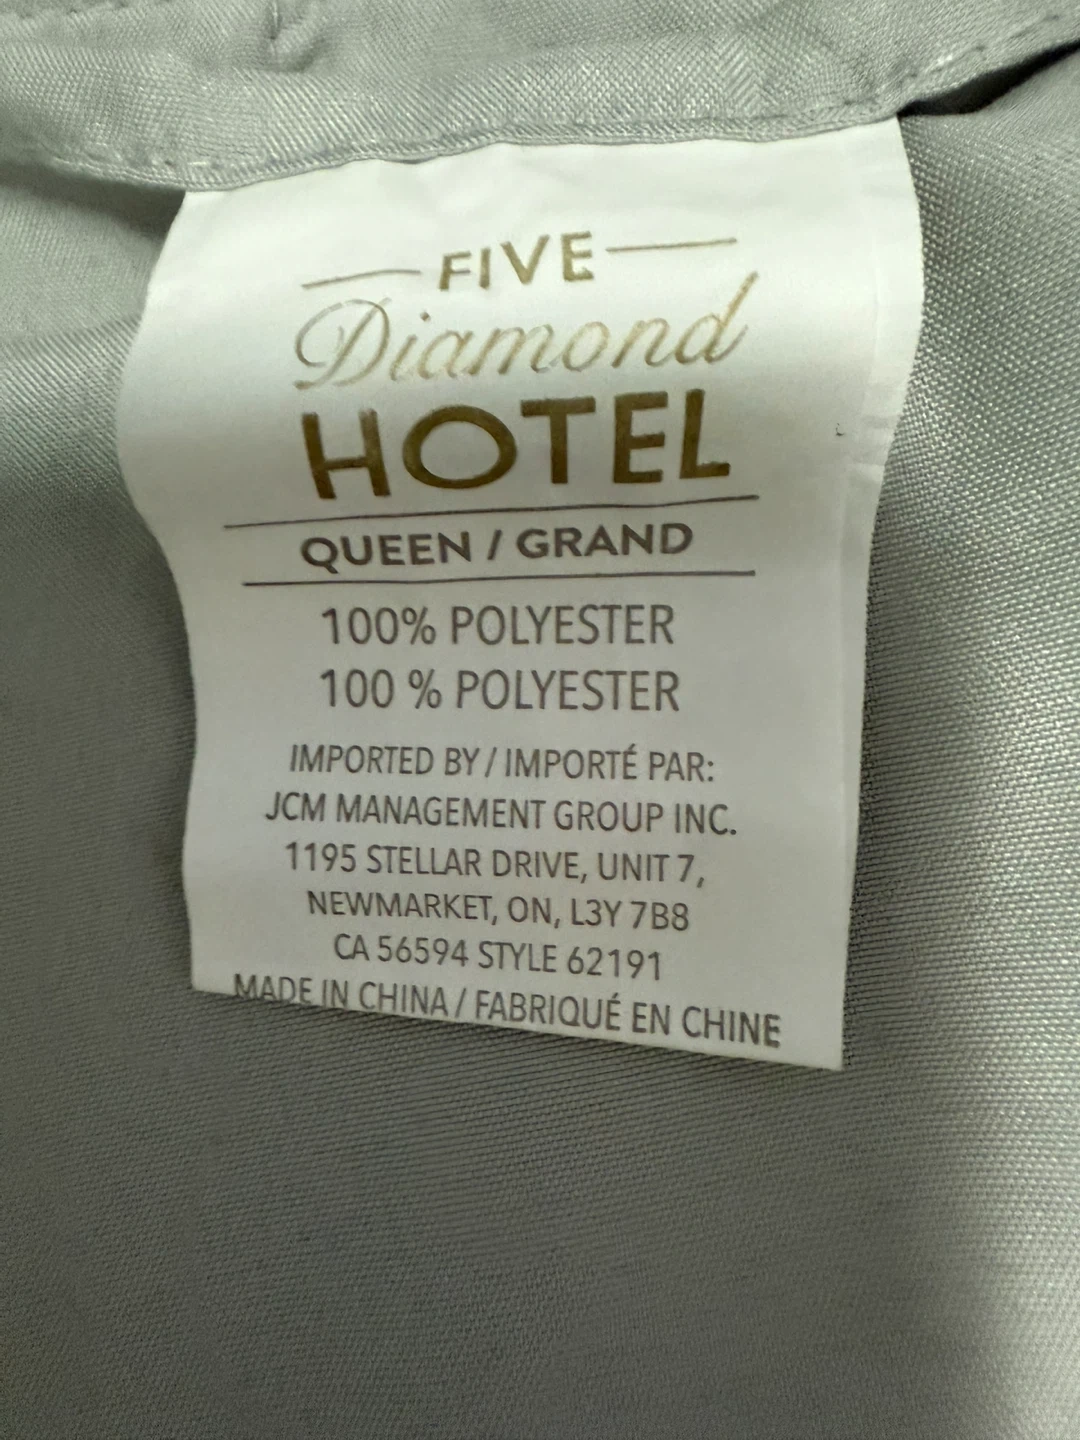 FIVE
Diamond
HOTEL
QUEEN / GRAND
100% POLYESTER
100 % POLYESTER
IMPORTED BY / IMPORTÉ PAR:
JCM MANAGEMENT GROUP INC.
1195 STELLAR DRIVE, UNIT 7,
NEWMARKET, ON, L3Y 7B8
CA 56594 STYLE 62191
MADE IN CHINA / FABRIQUÉ EN CHINE